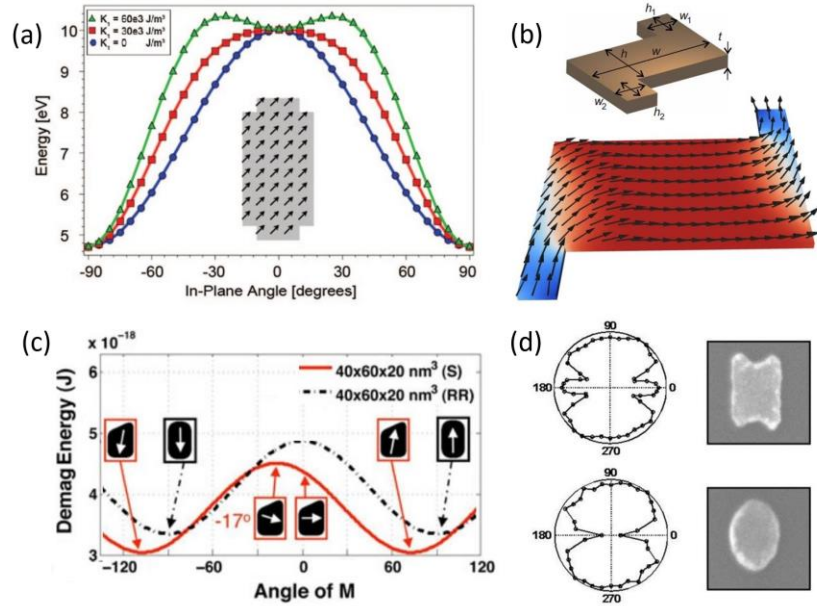 (a)
K₁ = 60e3 J/m³
K₁ = 30e3 J/m³
K₁ = 0 J/m³
10
9
8
7
6
5
Energy [eV]
-90 -60 -30 0 30 60 90
In-Plane Angle [degrees]
(b)
h₁
w₁
h
w
t
w₂
h₂
(c)
x 10⁻¹⁸
6
5
4
3
Demag Energy (J)
40x60x20 nm³ (S)
40x60x20 nm³ (RR)
-17°
-120 -60 0 60 120
Angle of M
(d)
90
180 0
270
90
180 0
270